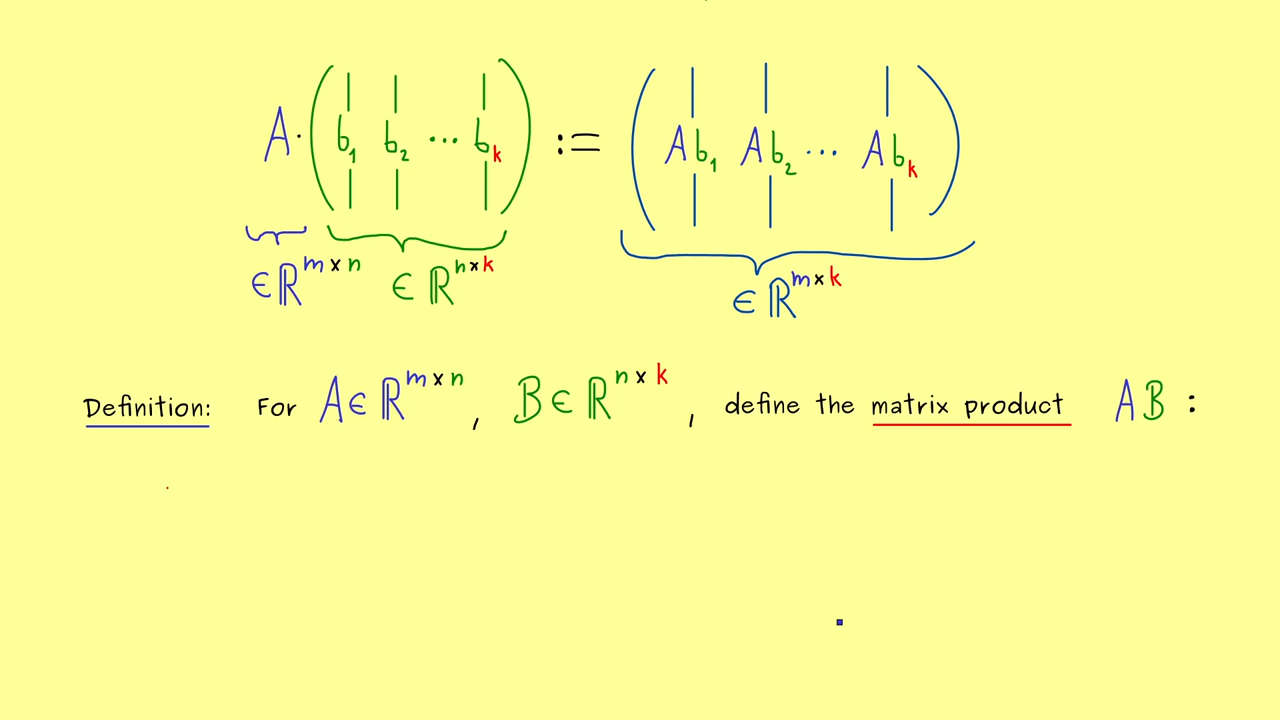 A · ( b₁ b₂ ⋯ bₖ ) := ( Ab₁ Ab₂ ⋯ Abₖ )
∈ ℝ^{m×n} ∈ ℝ^{n×k} ∈ ℝ^{m×k}
Definition: For A ∈ ℝ^{m×n} , B ∈ ℝ^{n×k} , define the matrix product AB :